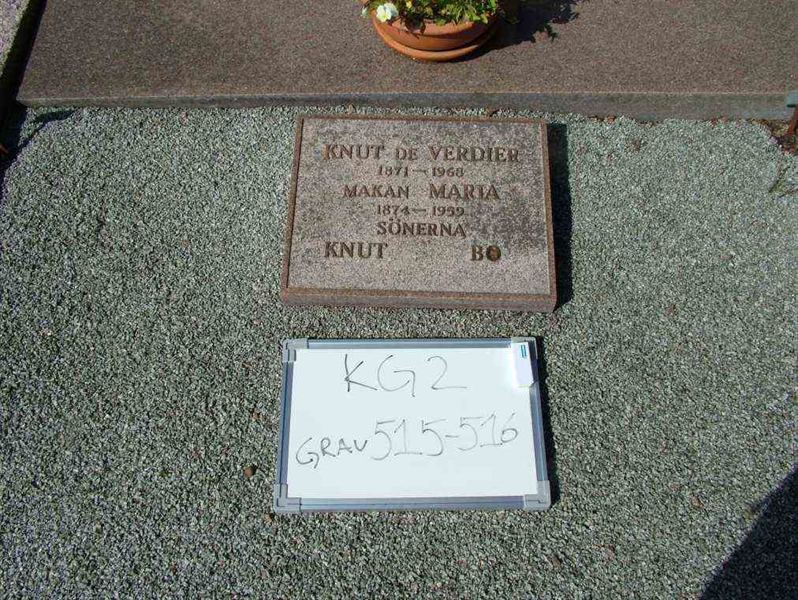 KNUT DE VERDIER
1871–1968
MAKAN MARIA
1874–1959
SÖNERNA
KNUT BO
KG2
GRAV 515-516